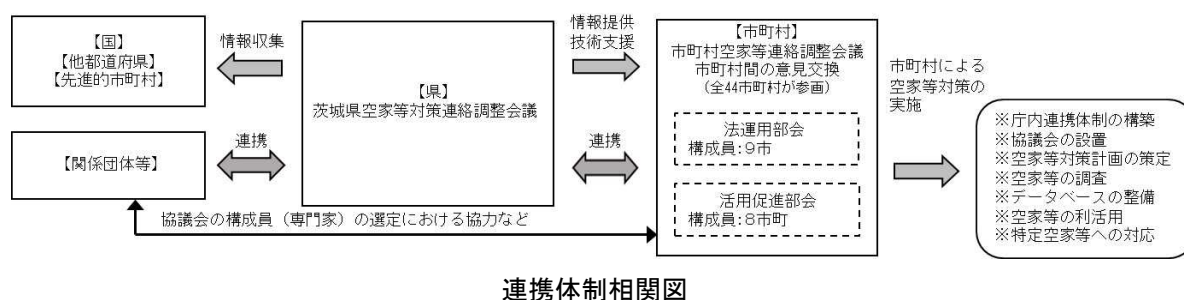 【国】
【他都道府県】
【先進的市町村】
情報収集
【関係団体等】
連携
【県】
茨城県空家等対策連絡調整会議
情報提供
技術支援
連携
【市町村】
市町村空家等連絡調整会議
市町村間の意見交換
(全44市町村が参画)
法運用部会
構成員:9市
活用促進部会
構成員:8市町
協議会の構成員(専門家)の選定における協力など
市町村による
空家等対策の
実施
※庁内連携体制の構築
※協議会の設置
※空家等対策計画の策定
※空家等の調査
※データベースの整備
※空家等の利活用
※特定空家等への対応
連携体制相関図